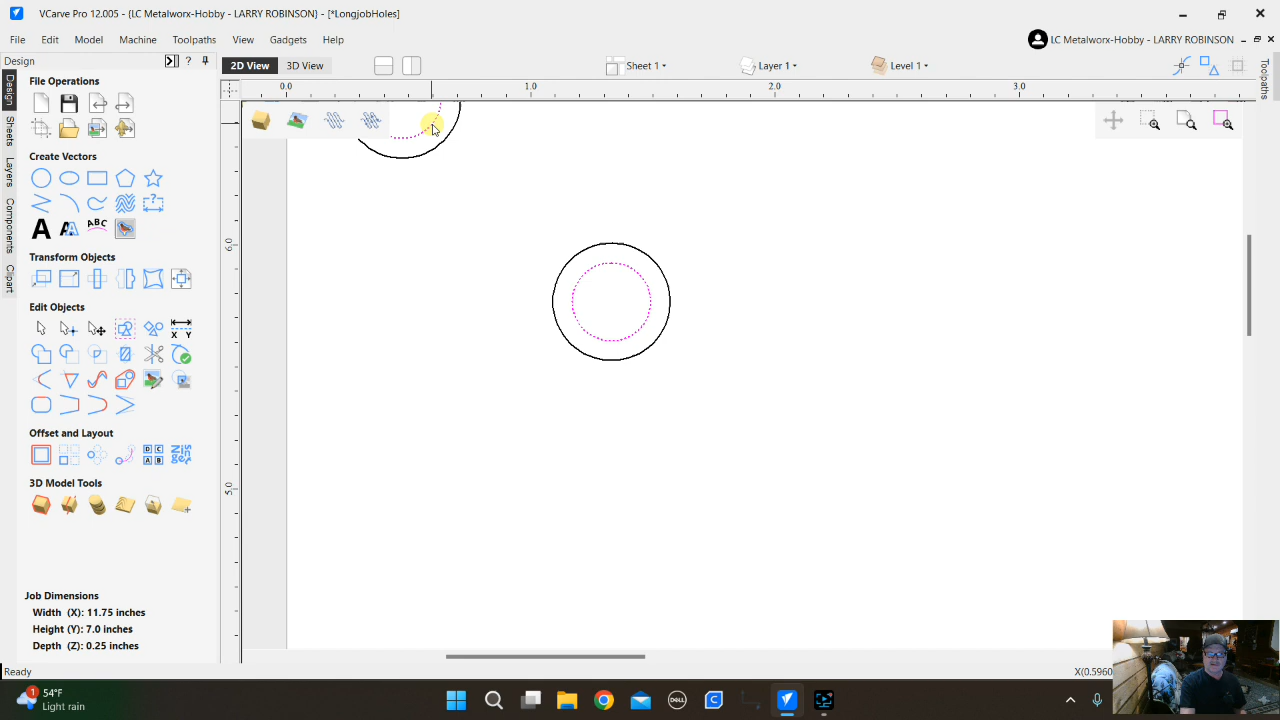 VCarve Pro 12.005 - {LC Metalworx-Hobby - LARRY ROBINSON} - [*LongjobHoles]
File Edit Model Machine Toolpaths View Gadgets Help
LC Metalworx-Hobby - LARRY ROBINSON
Design
2D View 3D View Sheet 1 Layer 1 Level 1
Toolpaths
Design
Sheets
Layers
Components
Clipart
File Operations
Create Vectors
Transform Objects
Edit Objects
Offset and Layout
3D Model Tools
Job Dimensions
Width (X): 11.75 inches
Height (Y): 7.0 inches
Depth (Z): 0.25 inches
0.0 1.0 2.0 3.0
6.0
5.0
Ready
X(0.5960
1
54°F
Light rain
DELL